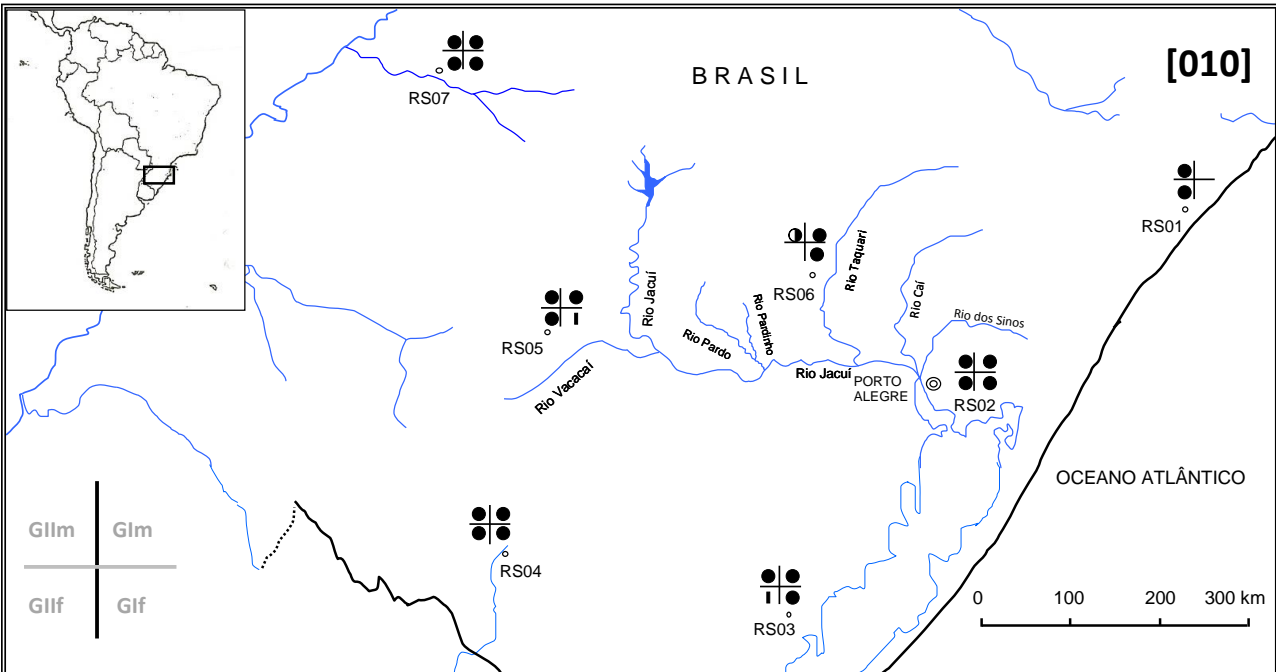 BRASIL
[010]
RS07
RS01
Rio Taquari
RS06
Rio Jacuí
Rio Caí
Rio Pardinho
Rio dos Sinos
RS05
Rio Pardo
Rio Vacacaí
Rio Jacuí
PORTO
ALEGRE
RS02
OCEANO ATLÂNTICO
GIIm GIm
GIIf GIf
RS04
RS03
0 100 200 300 km